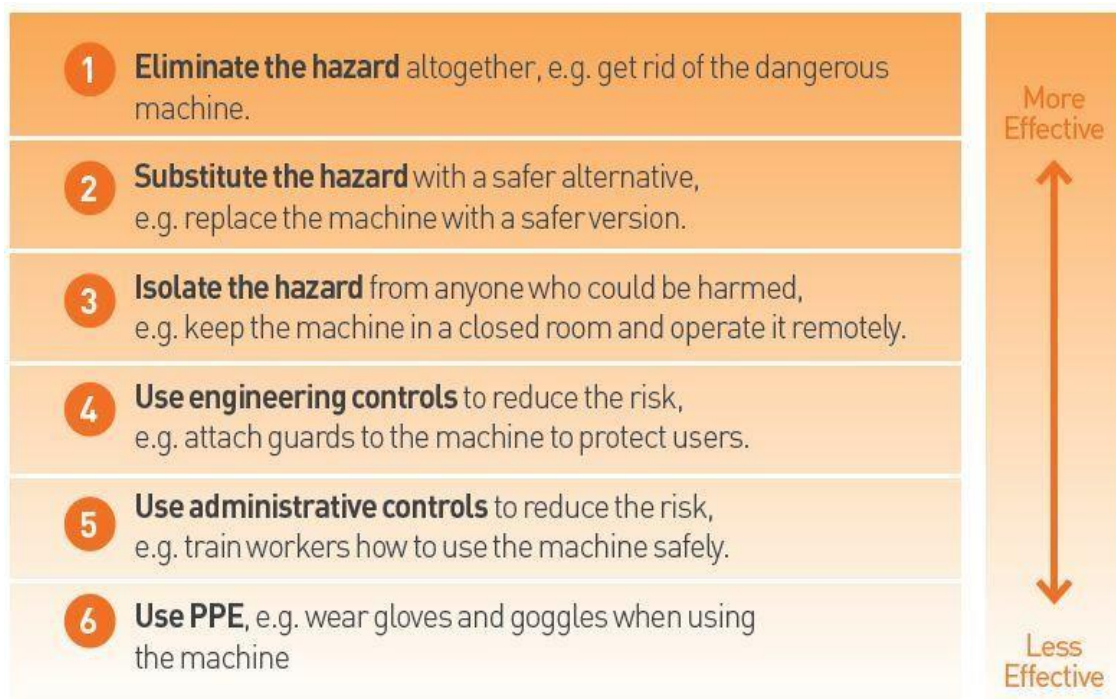 1
Eliminate the hazard altogether, e.g. get rid of the dangerous
machine.
2
Substitute the hazard with a safer alternative,
e.g. replace the machine with a safer version.
3
Isolate the hazard from anyone who could be harmed,
e.g. keep the machine in a closed room and operate it remotely.
4
Use engineering controls to reduce the risk,
e.g. attach guards to the machine to protect users.
5
Use administrative controls to reduce the risk,
e.g. train workers how to use the machine safely.
6
Use PPE, e.g. wear gloves and goggles when using
the machine
More
Effective
Less
Effective